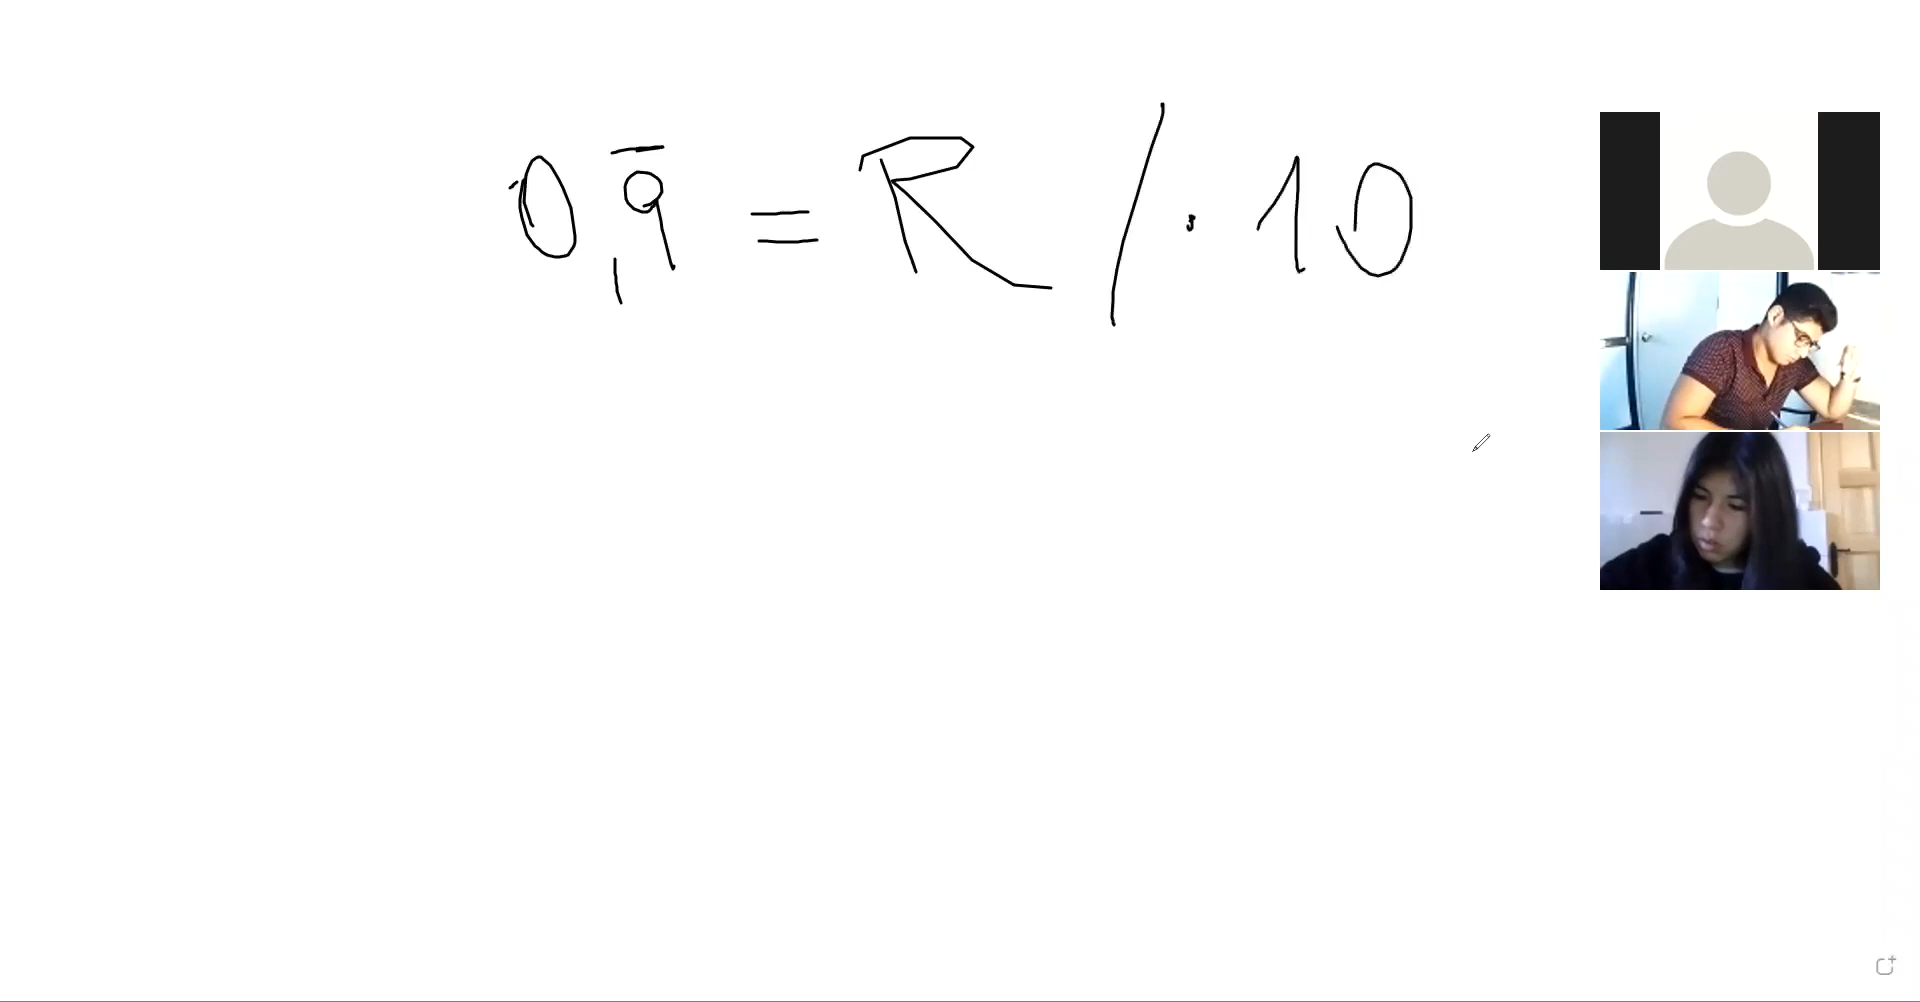 0,9̅ = R / · 10